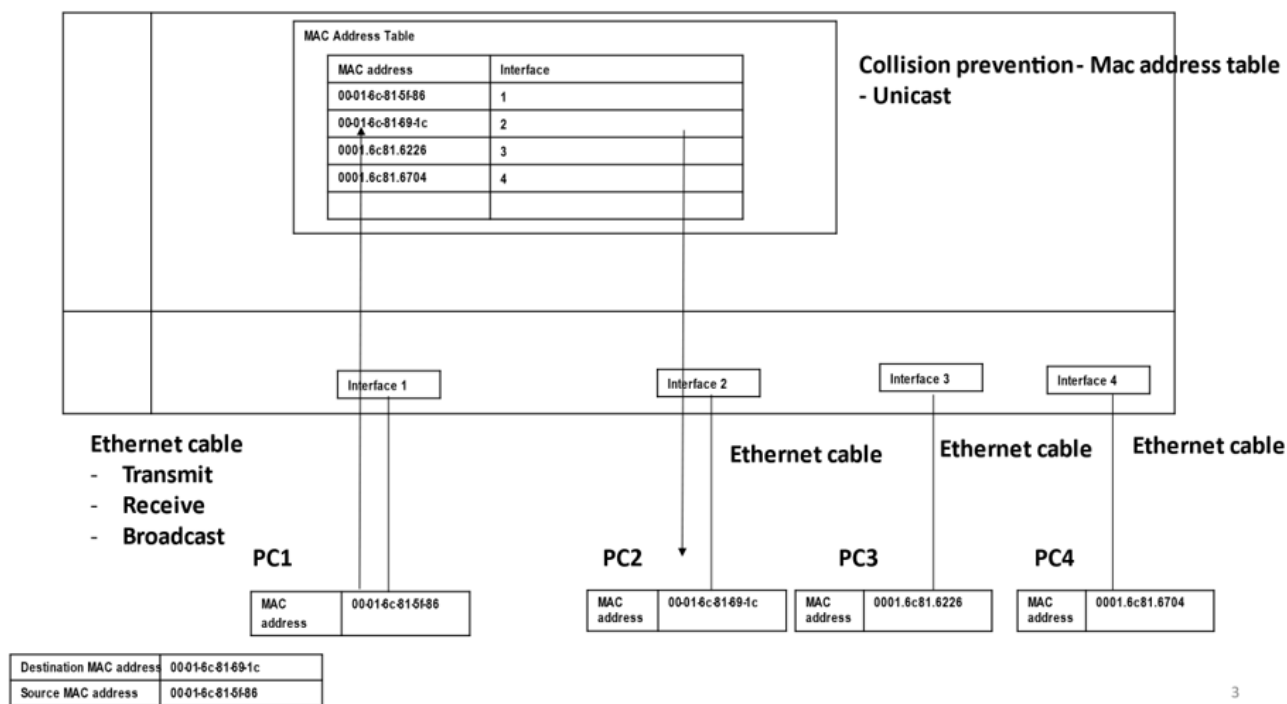 MAC Address Table
MAC address Interface
00-01-6c-81-5f-86 1
00-01-6c-81-69-1c 2
0001.6c81.6226 3
0001.6c81.6704 4
Collision prevention - Mac address table
- Unicast
Interface 1 Interface 2 Interface 3 Interface 4
Ethernet cable
- Transmit
- Receive
- Broadcast
Ethernet cable
Ethernet cable
Ethernet cable
PC1 PC2 PC3 PC4
MAC address 00-01-6c-81-5f-86
MAC address 00-01-6c-81-69-1c
MAC address 0001.6c81.6226
MAC address 0001.6c81.6704
Destination MAC address 00-01-6c-81-69-1c
Source MAC address 00-01-6c-81-5f-86
3